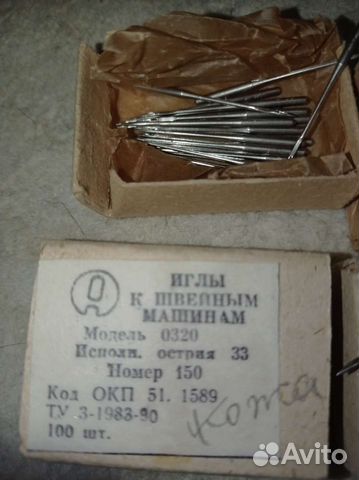 ИГЛЫ
К ШВЕЙНЫМ
МАШИНАМ
Модель 0320
Исполн. острия 33
Номер 150
Код ОКП 51. 1589
ТУ 3-1983-90
100 шт.
кожа
Avito